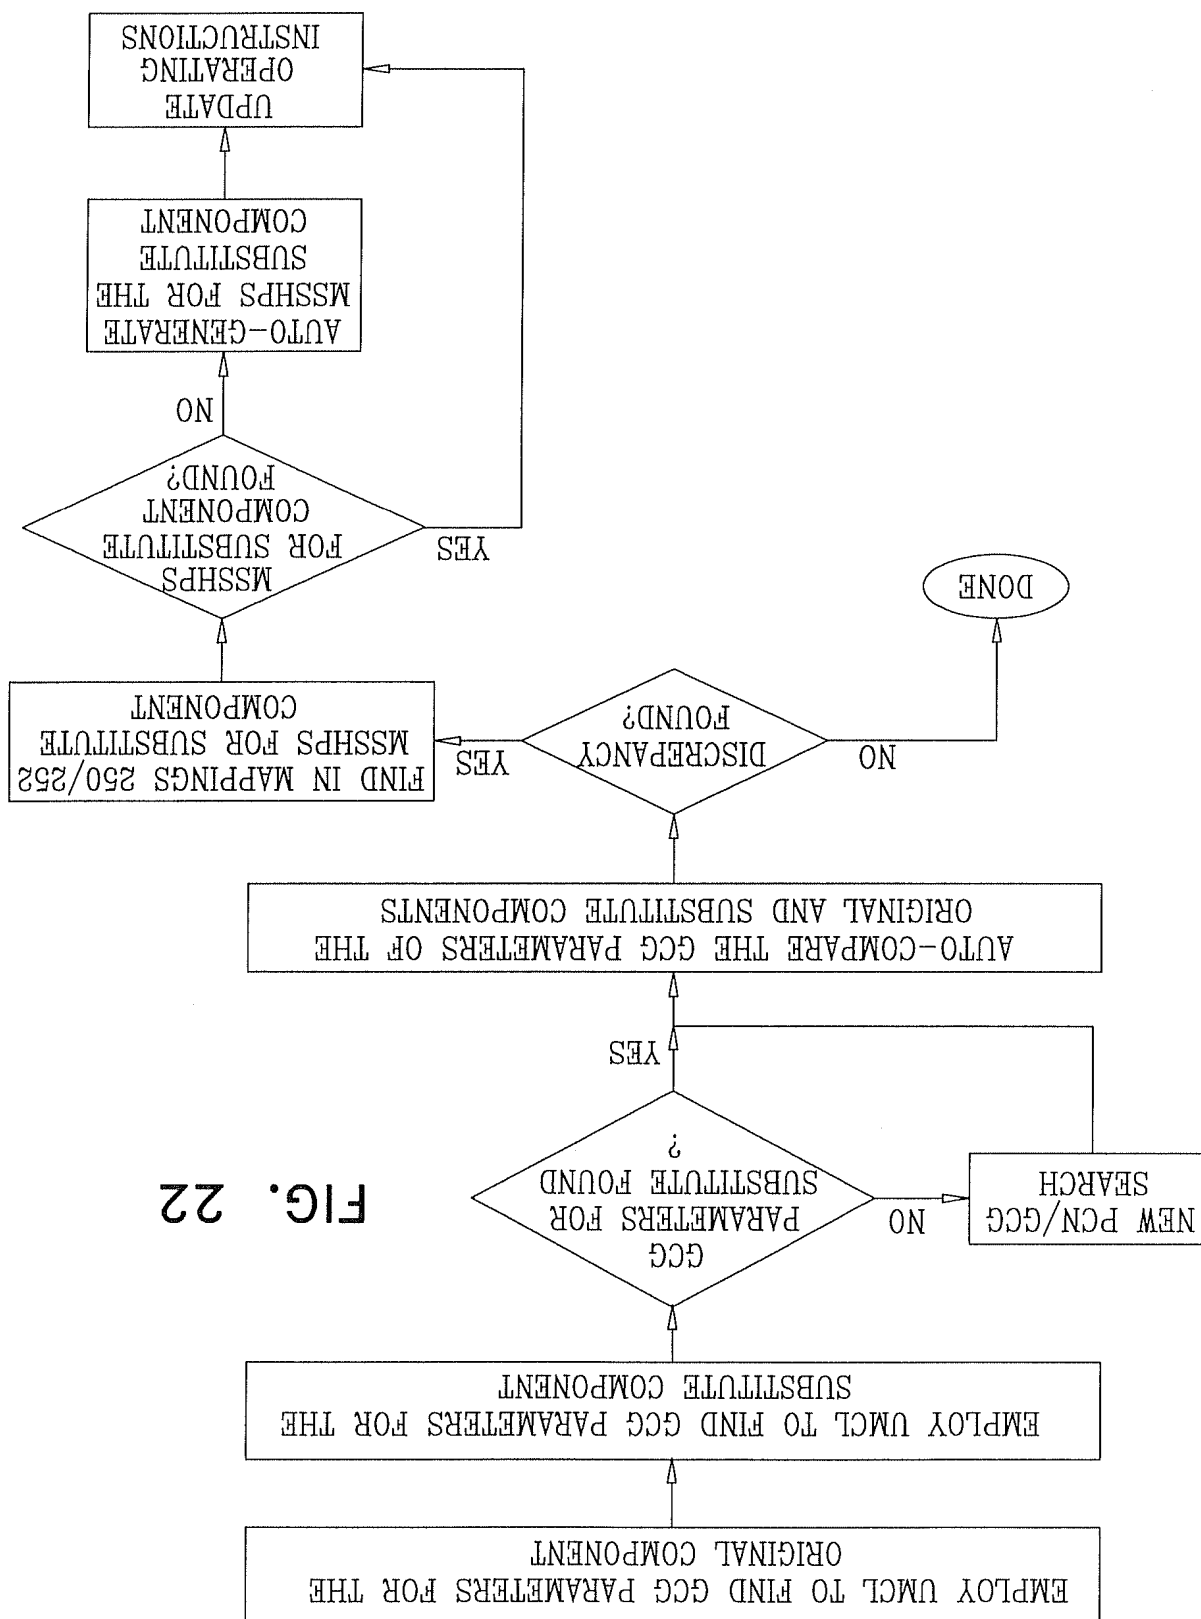 EMPLOY UMCL TO FIND GCG PARAMETERS FOR THE
ORIGINAL COMPONENT
EMPLOY UMCL TO FIND GCG PARAMETERS FOR THE
SUBSTITUTE COMPONENT
GCG
PARAMETERS FOR
SUBSTITUTE FOUND
?
NO
NEW PCN/GCG
SEARCH
YES
FIG. 22
AUTO-COMPARE THE GCG PARAMETERS OF THE
ORIGINAL AND SUBSTITUTE COMPONENTS
DISCREPANCY
FOUND?
NO
DONE
YES
FIND IN MAPPINGS 250/252
MSSHPS FOR SUBSTITUTE
COMPONENT
MSSHPS
FOR SUBSTITUTE
COMPONENT
FOUND?
YES
NO
AUTO-GENERATE
MSSHPS FOR THE
SUBSTITUTE
COMPONENT
UPDATE
OPERATING
INSTRUCTIONS